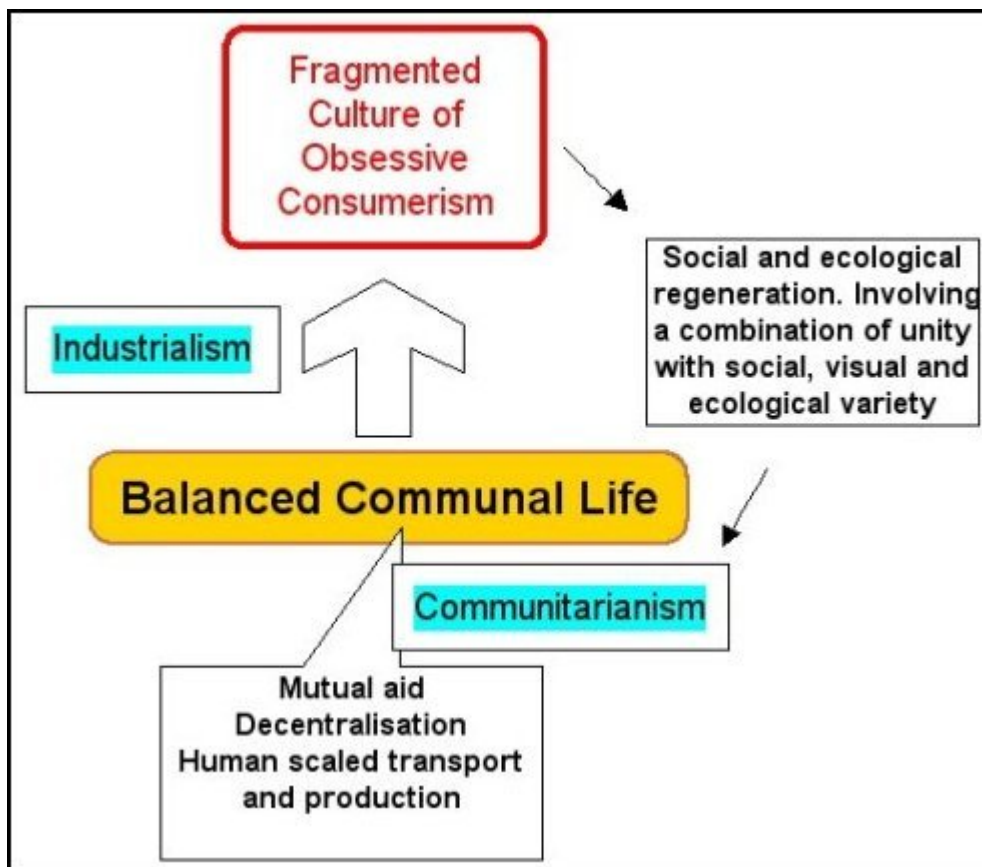 Fragmented
Culture of
Obsessive
Consumerism
Social and ecological
regeneration. Involving
a combination of unity
with social, visual and
ecological variety
Industrialism
Balanced Communal Life
Communitarianism
Mutual aid
Decentralisation
Human scaled transport
and production